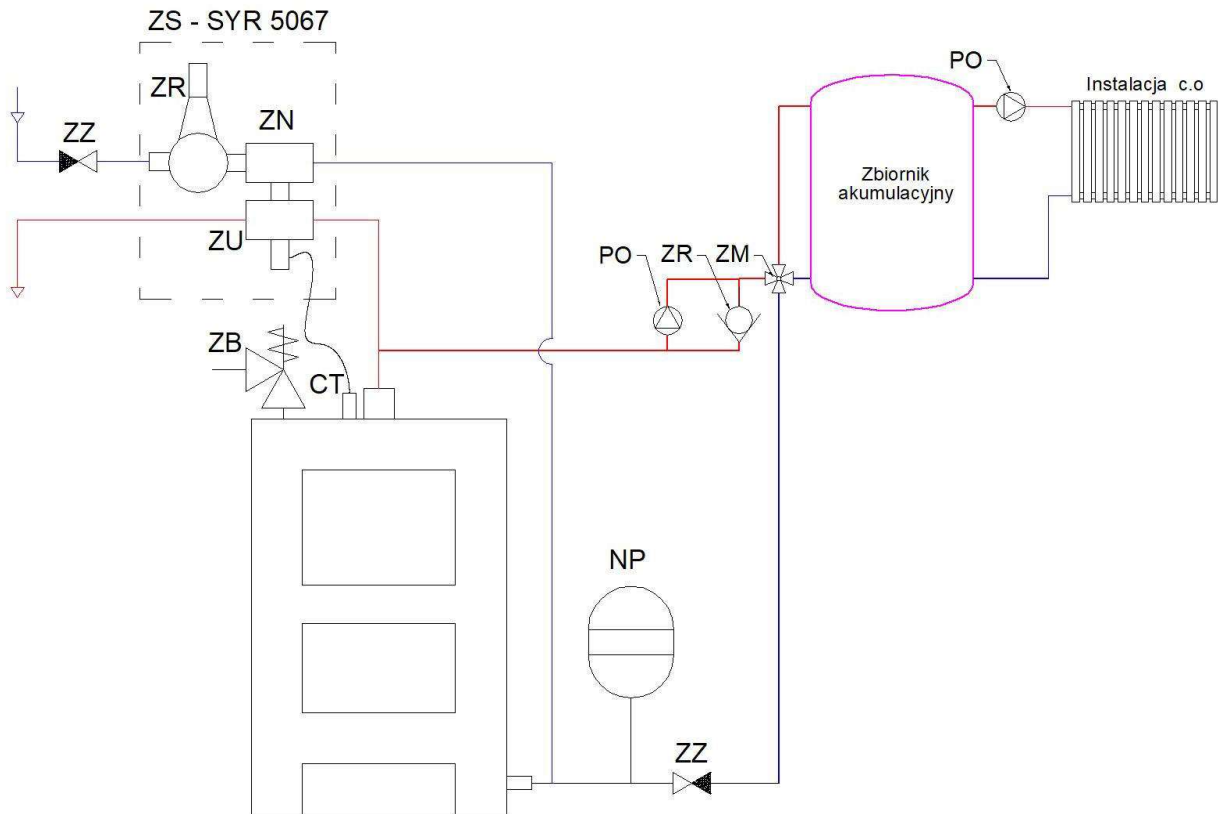 ZS - SYR 5067
ZR
ZN
ZZ
ZU
PO
Instalacja c.o
Zbiornik
akumulacyjny
PO
ZR
ZM
ZB
CT
NP
ZZ